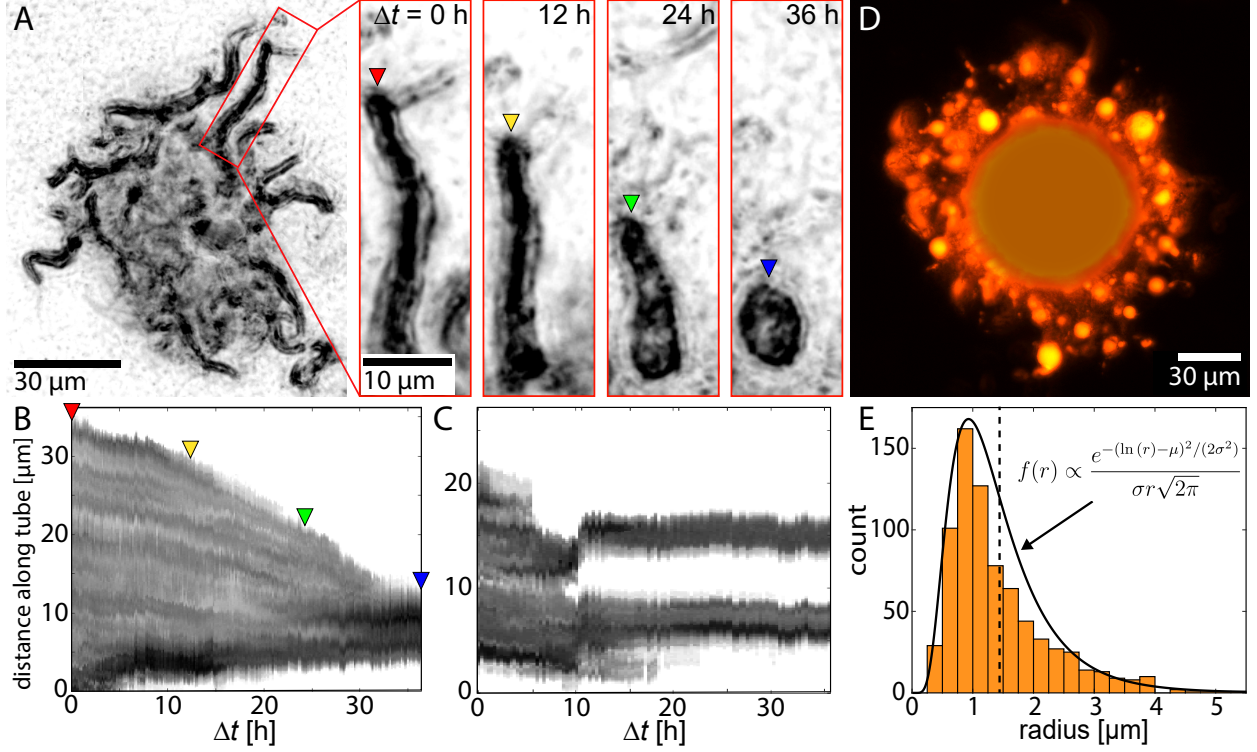 A
Δt = 0 h
12 h
24 h
36 h
D
30 μm
10 μm
30 μm
B
distance along tube [μm]
30
20
10
0
0
10
20
30
Δt [h]
C
20
10
0
0
10
20
30
Δt [h]
E
count
150
100
50
0
1
2
3
4
5
radius [μm]
f(r) ∝ e^{-(ln (r)-μ)^2/(2σ^2)} / σr√2π